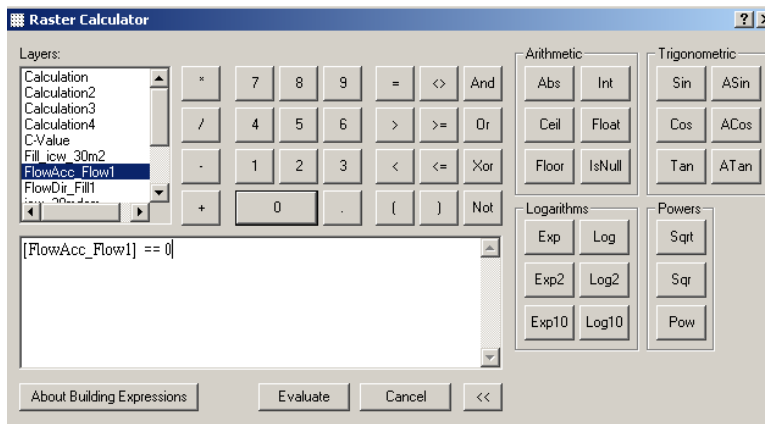 Raster Calculator ? ×
Layers:
Calculation
Calculation2
Calculation3
Calculation4
C-Value
Fill_icw_30m2
FlowAcc_Flow1
FlowDir_Fill1
* 7 8 9 = <> And
/ 4 5 6 > >= Or
- 1 2 3 < <= Xor
+ 0 . ( ) Not
Arithmetic
Abs Int
Ceil Float
Floor IsNull
Trigonometric
Sin ASin
Cos ACos
Tan ATan
Logarithms
Exp Log
Exp2 Log2
Exp10 Log10
Powers
Sqrt
Sqr
Pow
[FlowAcc_Flow1] == 0
About Building Expressions Evaluate Cancel <<